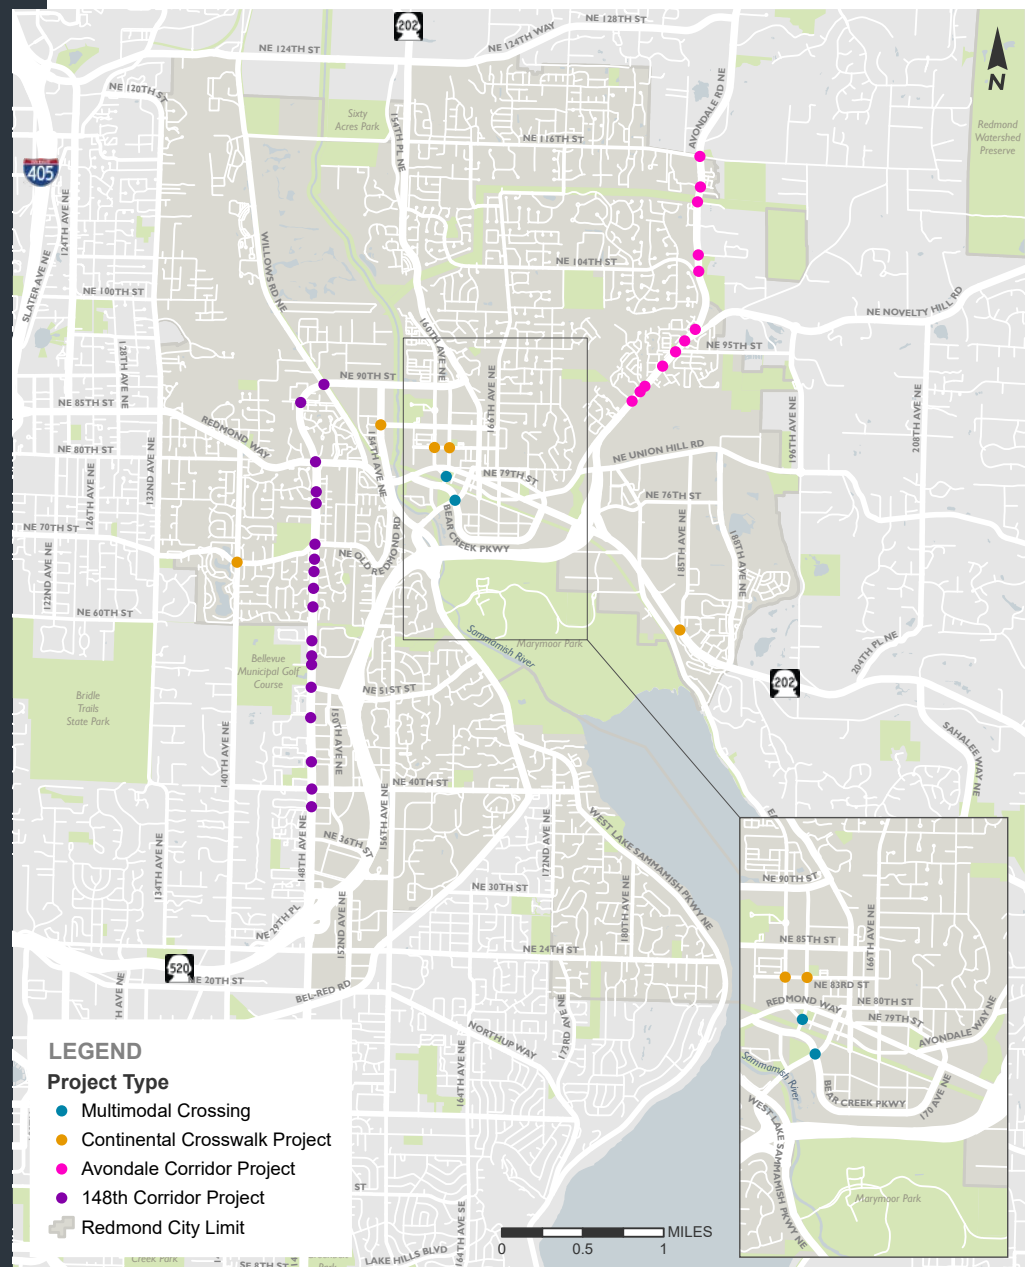 202
NE 128TH ST
NE 124TH WAY
NE 124TH ST
NE 120TH ST
N
AVONDALE RD NE
Sixty
Acres Park
154TH PL NE
NE 116TH ST
Redmond
Watershed
Preserve
405
124TH AVE NE
WILLOWS RD NE
SLATER AVE NE
NE 104TH ST
NE 100TH ST
NE NOVELTY HILL RD
160TH AVE NE
128TH AVE NE
NE 95TH ST
NE 90TH ST
166TH AVE NE
NE 85TH ST
REDMOND WAY
196TH AVE NE
208TH AVE NE
154TH AVE NE
NE 80TH ST
132ND AVE NE
126TH AVE NE
NE UNION HILL RD
NE 79TH ST
NE 76TH ST
NE 70TH ST
BEAR CREEK PKWY
185TH AVE NE
188TH AVE NE
NE OLD REDMOND RD
122ND AVE NE
NE 60TH ST
Sammamish River
Marymoor Park
204TH PL NE
Bellevue
Municipal Golf
Course
Bridle
Trails
State Park
NE 51ST ST
202
140TH AVE NE
150TH AVE NE
SAHALEE WAY NE
NE 40TH ST
156TH AVE NE
148TH AVE NE
NE 36TH ST
172ND AVE NE
WEST LAKE SAMMAMISH PKWY NE
134TH AVE NE
NE 30TH ST
180TH AVE NE
152ND AVE NE
NE 29TH PL
NE 24TH ST
520
NE 20TH ST
BEL-RED RD
H AVE NE
NORTHUP WAY
173RD AVE NE
164TH AVE NE
NE 90TH ST
166TH AVE NE
NE 85TH ST
NE 83RD ST
REDMOND WAY
NE 80TH ST
NE 79TH ST
AVONDALE WAY NE
Sammamish River
BEAR CREEK PKWY
170 AVE NE
WEST LAKE SAMMAMISH PKWY NE
Marymoor Park
LEGEND
Project Type
Multimodal Crossing
Continental Crosswalk Project
Avondale Corridor Project
148th Corridor Project
Redmond City Limit
ST
164TH AVE SE
LAKE HILLS BLVD
SE 8TH ST
Creek Park
Park
MILES
0 0.5 1